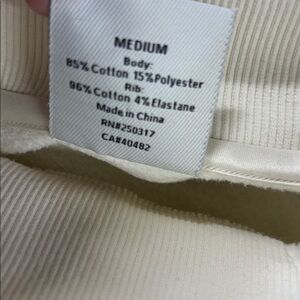 MEDIUM
Body:
85% Cotton 15%Polyester
Rib:
96% Cotton 4% Elastane
Made in China
RN#250317
CA#40482